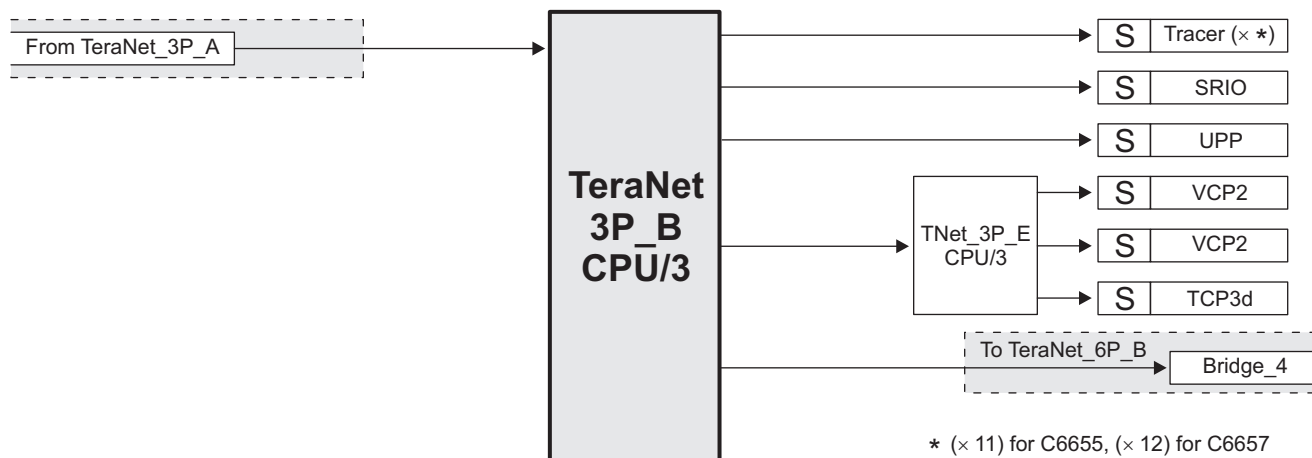 From TeraNet_3P_A
TeraNet
3P_B
CPU/3
S Tracer (× *)
S SRIO
S UPP
TNet_3P_E
CPU/3
S VCP2
S VCP2
S TCP3d
To TeraNet_6P_B
Bridge_4
* (× 11) for C6655, (× 12) for C6657